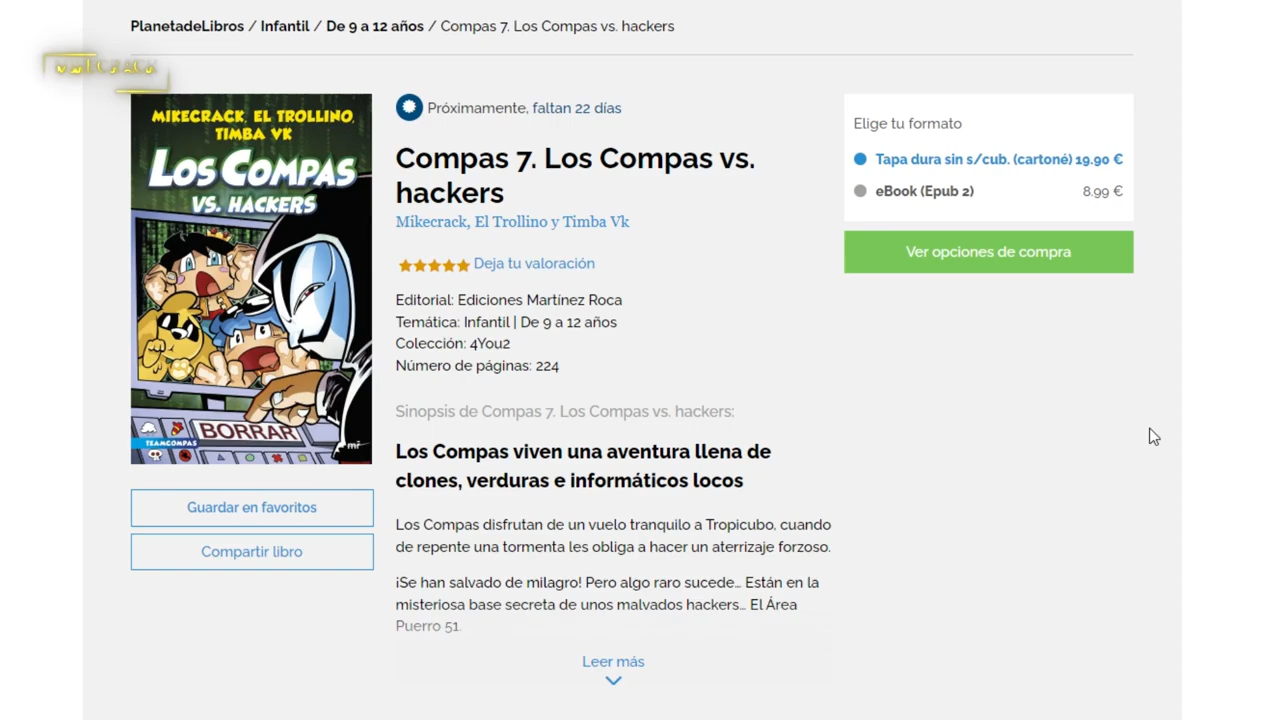 PlanetadeLibros / Infantil / De 9 a 12 años / Compas 7. Los Compas vs. hackers
MIKECRACK
MIKECRACK, EL TROLLINO,
TIMBA VK
LOS COMPAS
VS. HACKERS
BORRAR
TEAMCOMPAS
mr
Guardar en favoritos
Compartir libro
Próximamente, faltan 22 días
Compas 7. Los Compas vs.
hackers
Mikecrack, El Trollino y Timba Vk
Deja tu valoración
Editorial: Ediciones Martínez Roca
Temática: Infantil | De 9 a 12 años
Colección: 4You2
Número de páginas: 224
Sinopsis de Compas 7. Los Compas vs. hackers:
Los Compas viven una aventura llena de
clones, verduras e informáticos locos
Los Compas disfrutan de un vuelo tranquilo a Tropicubo, cuando
de repente una tormenta les obliga a hacer un aterrizaje forzoso.
¡Se han salvado de milagro! Pero algo raro sucede… Están en la
misteriosa base secreta de unos malvados hackers… El Área
Puerro 51.
Leer más
Elige tu formato
Tapa dura sin s/cub. (cartoné) 19.90 €
eBook (Epub 2) 8.99 €
Ver opciones de compra